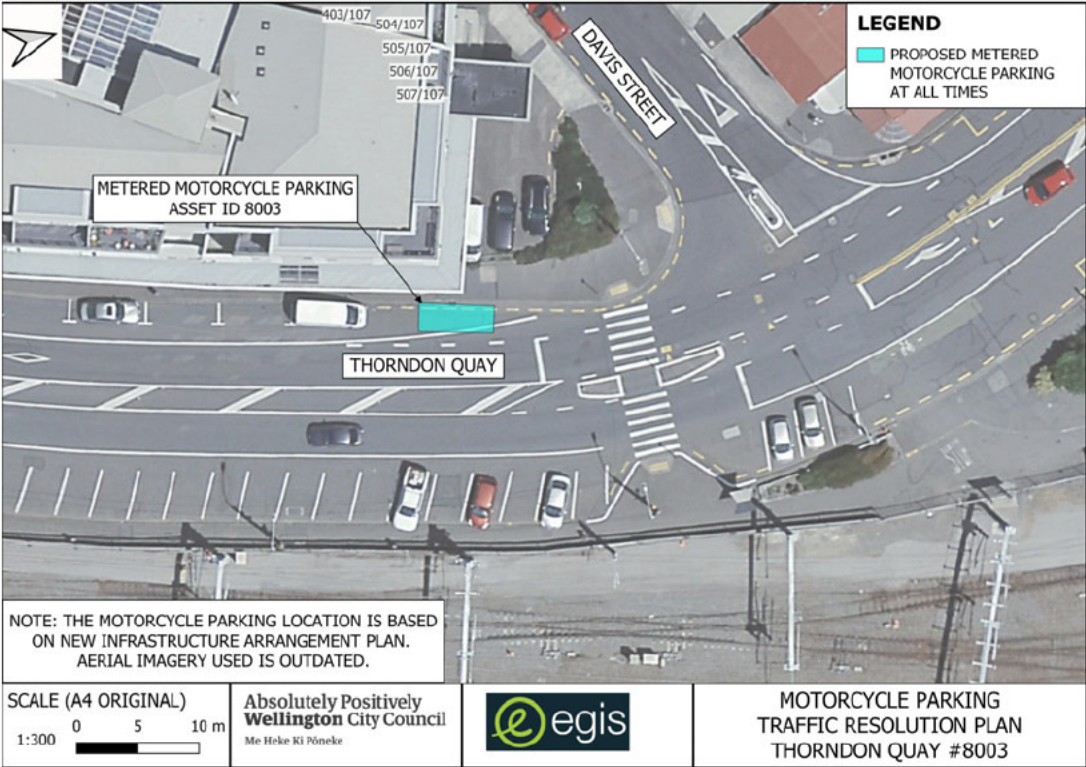 403/107
504/107
505/107
506/107
507/107
DAVIS STREET
LEGEND
PROPOSED METERED
MOTORCYCLE PARKING
AT ALL TIMES
METERED MOTORCYCLE PARKING
ASSET ID 8003
THORNDON QUAY
NOTE: THE MOTORCYCLE PARKING LOCATION IS BASED
ON NEW INFRASTRUCTURE ARRANGEMENT PLAN.
AERIAL IMAGERY USED IS OUTDATED.
SCALE (A4 ORIGINAL)
0 5 10 m
1:300
Absolutely Positively
Wellington City Council
Me Heke Ki Pōneke
e egis
MOTORCYCLE PARKING
TRAFFIC RESOLUTION PLAN
THORNDON QUAY #8003